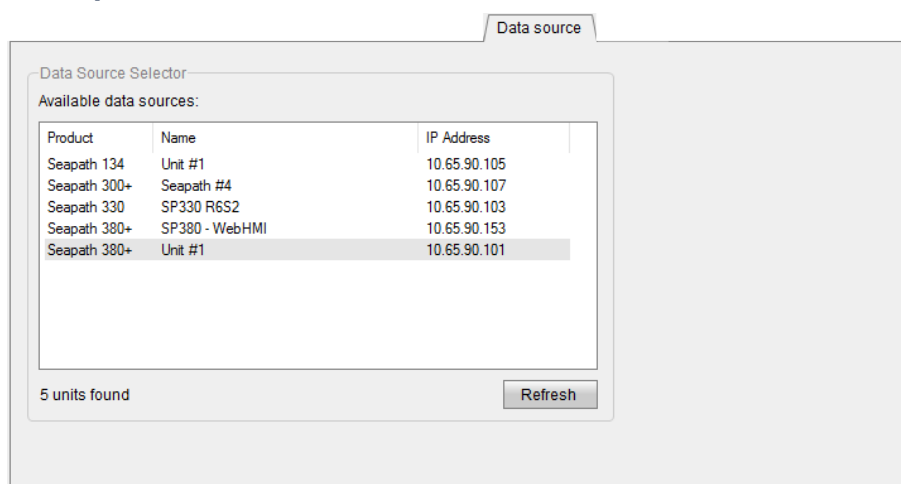 Data source
Data Source Selector
Available data sources:
Product Name IP Address
Seapath 134 Unit #1 10.65.90.105
Seapath 300+ Seapath #4 10.65.90.107
Seapath 330 SP330 R6S2 10.65.90.103
Seapath 380+ SP380 - WebHMI 10.65.90.153
Seapath 380+ Unit #1 10.65.90.101
5 units found Refresh